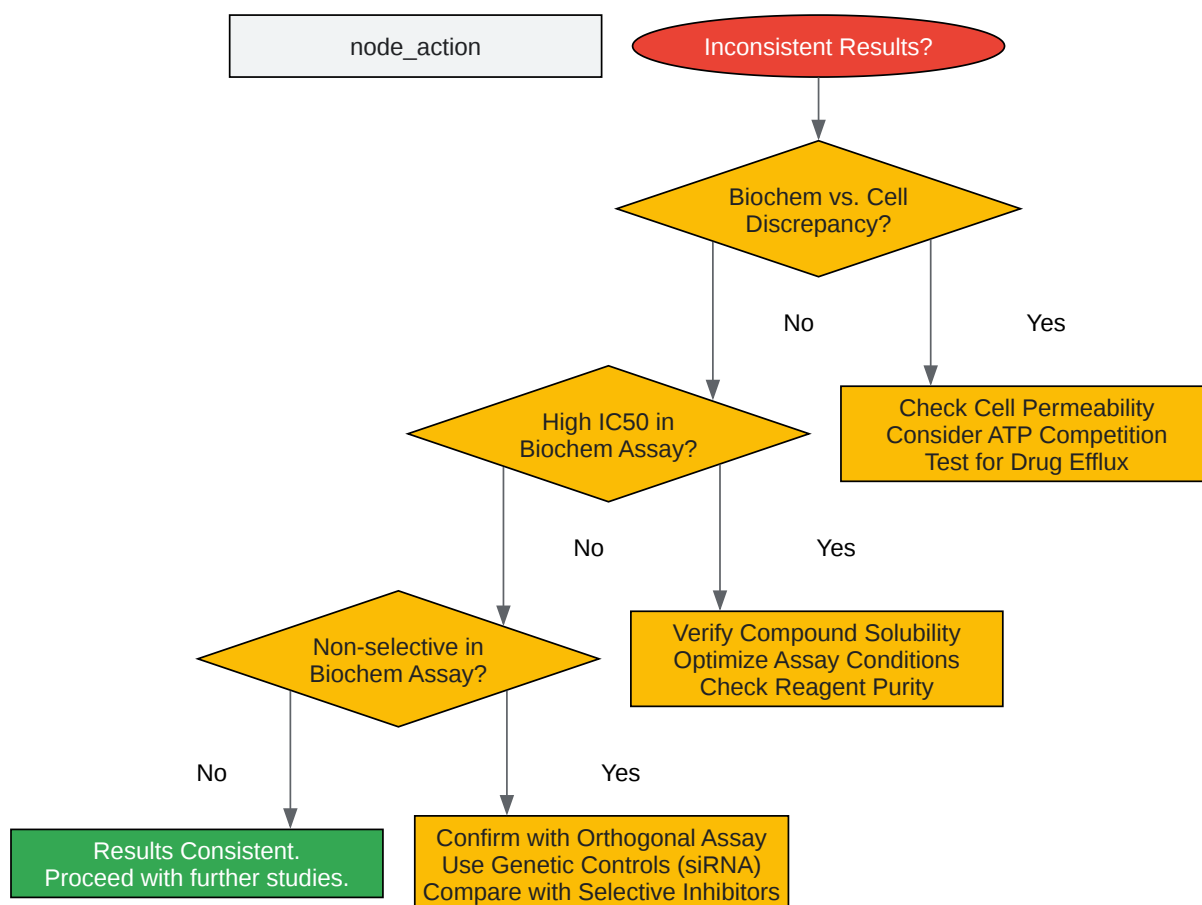 node_action
Inconsistent Results?
Biochem vs. Cell
Discrepancy?
No
Yes
High IC50 in
Biochem Assay?
Check Cell Permeability
Consider ATP Competition
Test for Drug Efflux
No
Yes
Non-selective in
Biochem Assay?
Verify Compound Solubility
Optimize Assay Conditions
Check Reagent Purity
No
Yes
Results Consistent.
Proceed with further studies.
Confirm with Orthogonal Assay
Use Genetic Controls (siRNA)
Compare with Selective Inhibitors